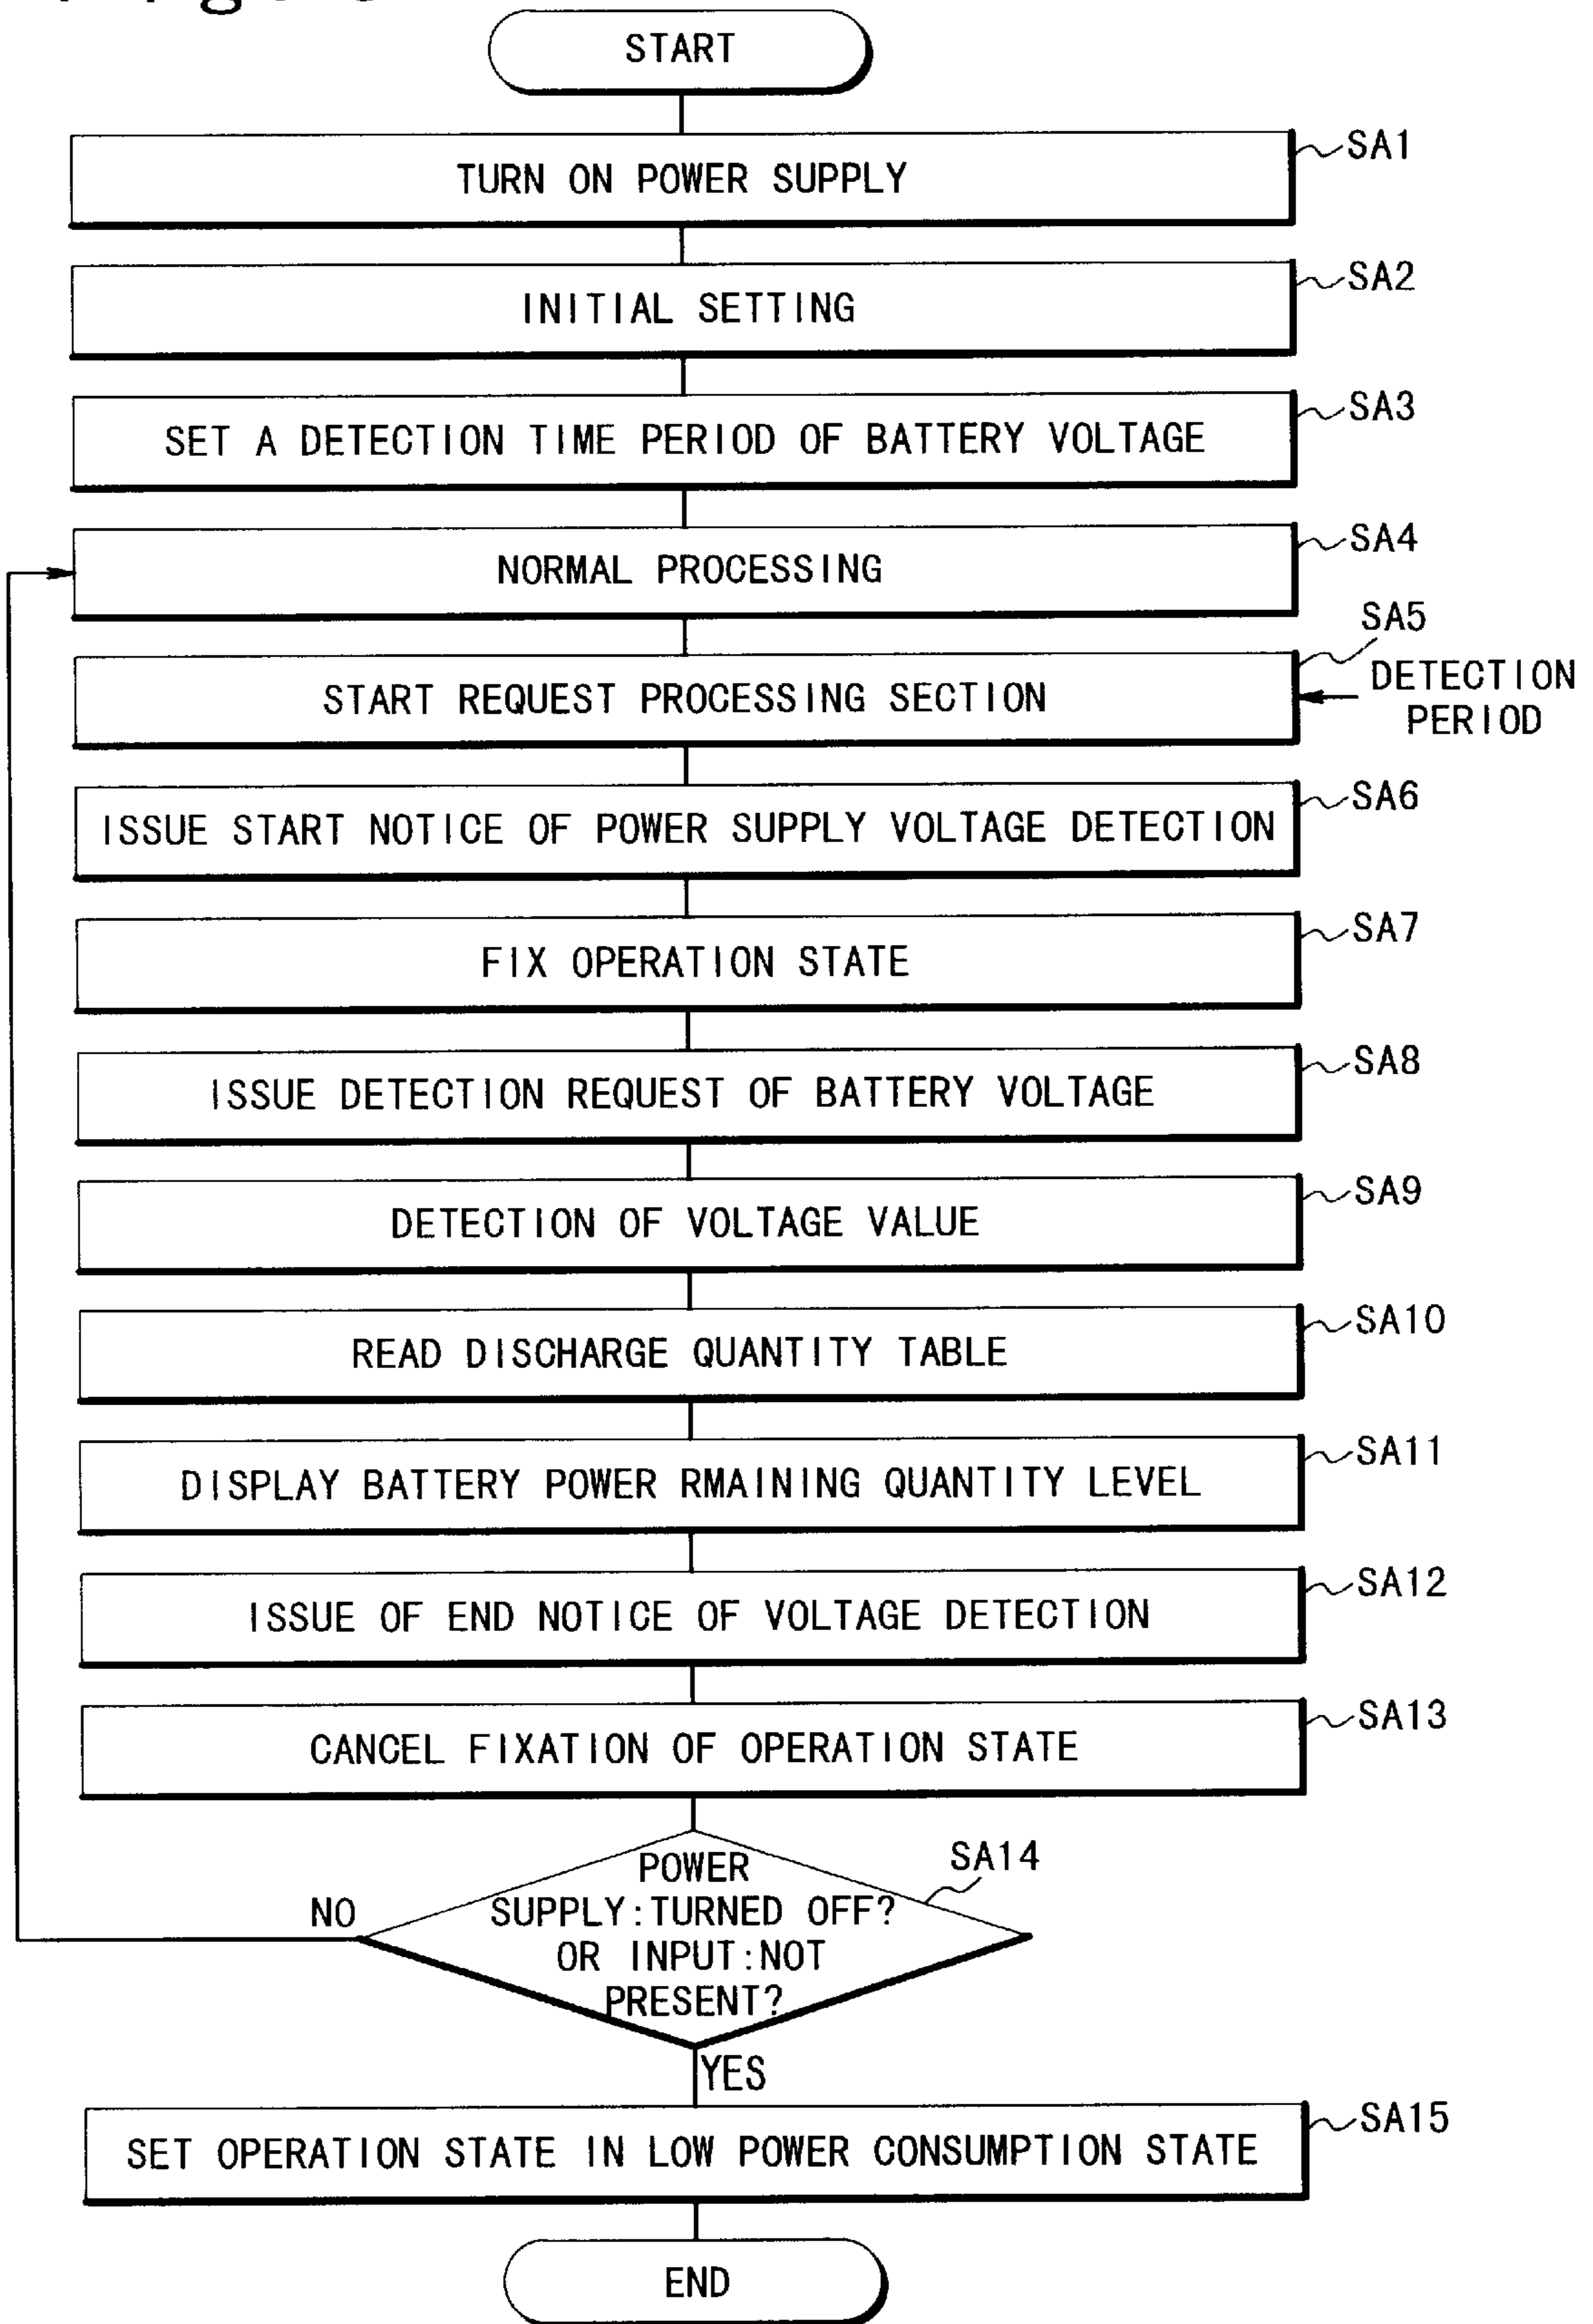 START
SA1
TURN ON POWER SUPPLY
SA2
INITIAL SETTING
SA3
SET A DETECTION TIME PERIOD OF BATTERY VOLTAGE
SA4
NORMAL PROCESSING
SA5
START REQUEST PROCESSING SECTION
DETECTION
PERIOD
SA6
ISSUE START NOTICE OF POWER SUPPLY VOLTAGE DETECTION
SA7
FIX OPERATION STATE
SA8
ISSUE DETECTION REQUEST OF BATTERY VOLTAGE
SA9
DETECTION OF VOLTAGE VALUE
SA10
READ DISCHARGE QUANTITY TABLE
SA11
DISPLAY BATTERY POWER RMAINING QUANTITY LEVEL
SA12
ISSUE OF END NOTICE OF VOLTAGE DETECTION
SA13
CANCEL FIXATION OF OPERATION STATE
SA14
POWER
SUPPLY:TURNED OFF?
OR INPUT:NOT
PRESENT?
NO
YES
SA15
SET OPERATION STATE IN LOW POWER CONSUMPTION STATE
END